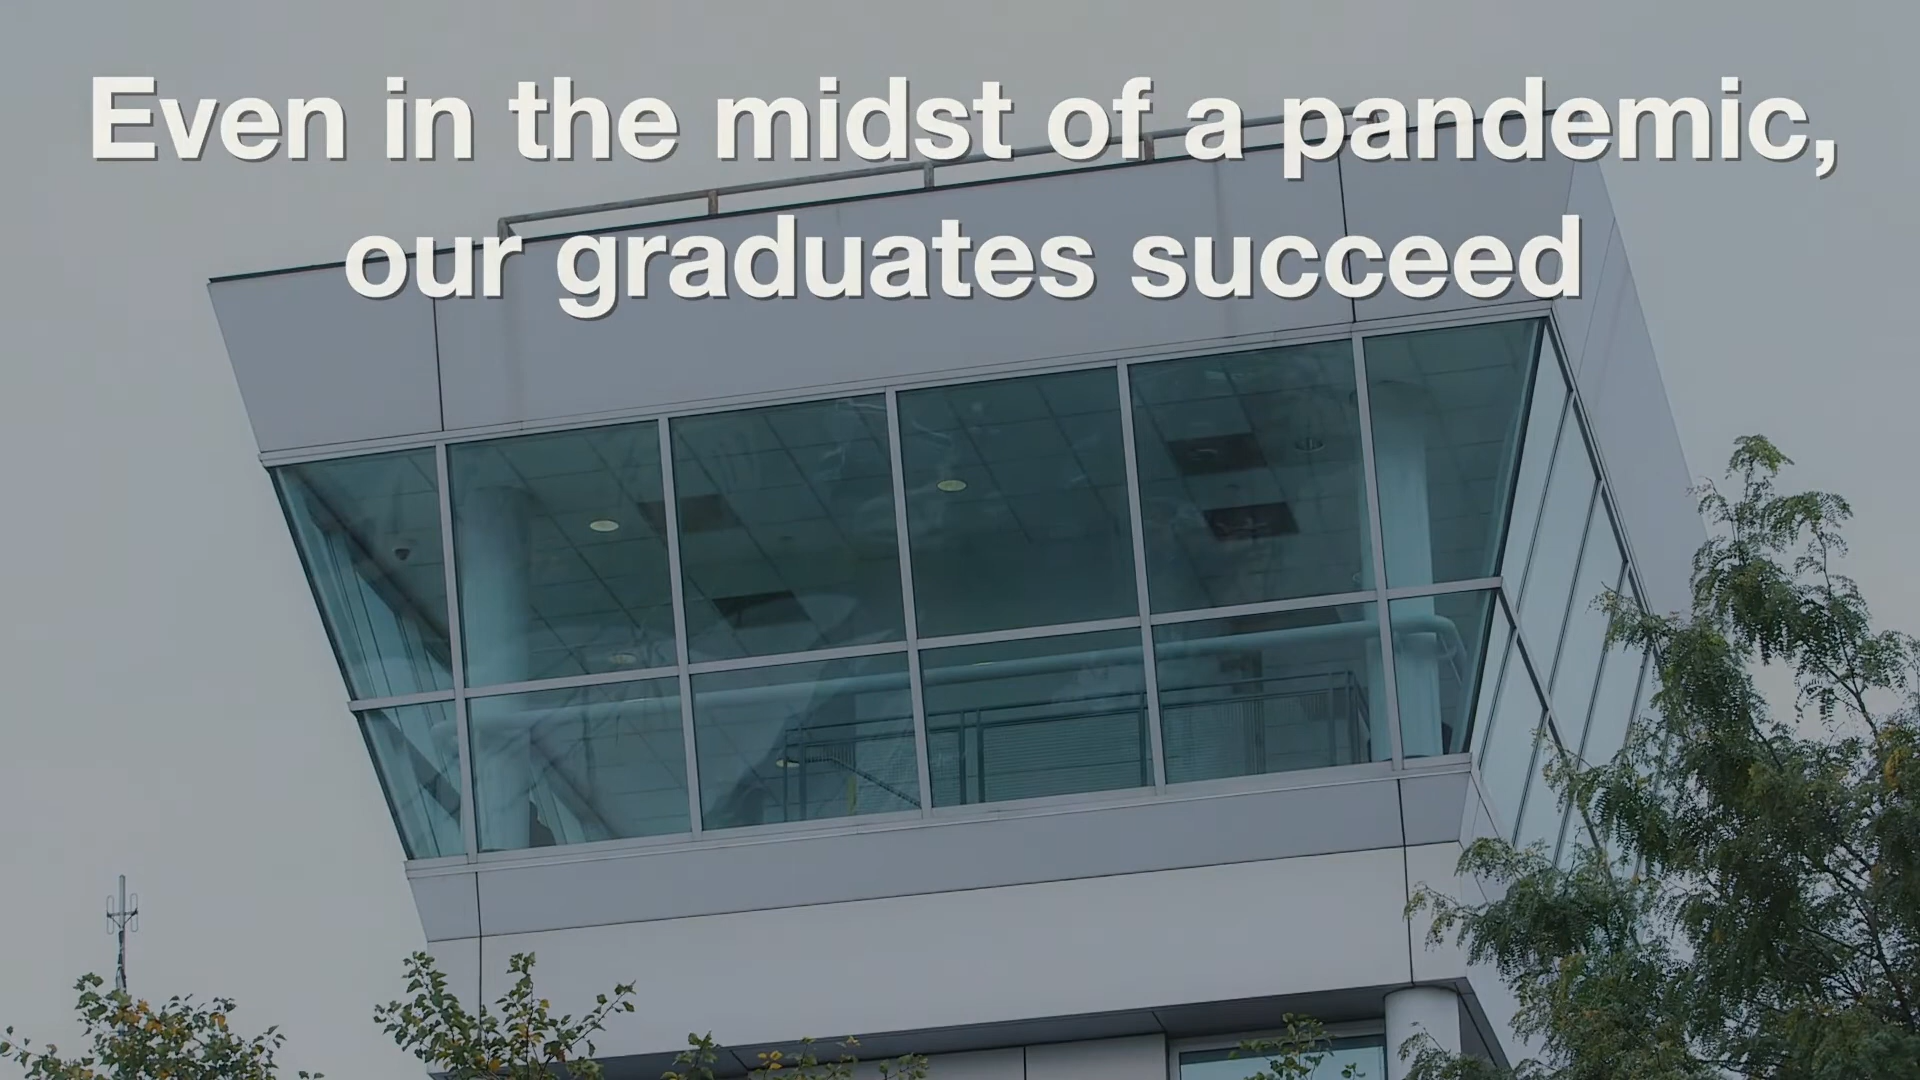 Even in the midst of a pandemic,
our graduates succeed